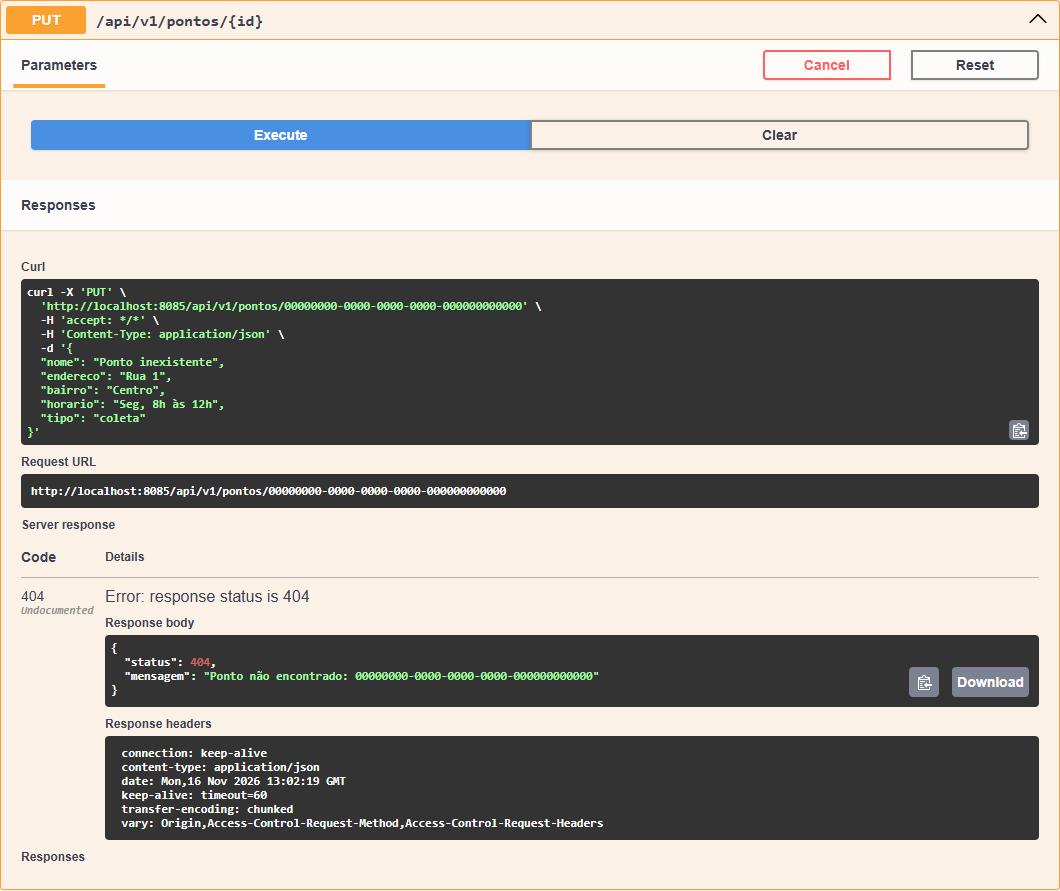 PUT /api/v1/pontos/{id}
Parameters
Cancel
Reset
Execute
Clear
Responses
Curl
curl -X 'PUT' \
  'http://localhost:8085/api/v1/pontos/00000000-0000-0000-0000-000000000000' \
  -H 'accept: */*' \
  -H 'Content-Type: application/json' \
  -d '{
  "nome": "Ponto inexistente",
  "endereco": "Rua 1",
  "bairro": "Centro",
  "horario": "Seg, 8h às 12h",
  "tipo": "coleta"
}'
Request URL
http://localhost:8085/api/v1/pontos/00000000-0000-0000-0000-000000000000
Server response
Code Details
404 Error: response status is 404
Undocumented
Response body
{
  "status": 404,
  "mensagem": "Ponto não encontrado: 00000000-0000-0000-0000-000000000000"
}
Download
Response headers
connection: keep-alive
content-type: application/json
date: Mon,16 Nov 2026 13:02:19 GMT
keep-alive: timeout=60
transfer-encoding: chunked
vary: Origin,Access-Control-Request-Method,Access-Control-Request-Headers
Responses